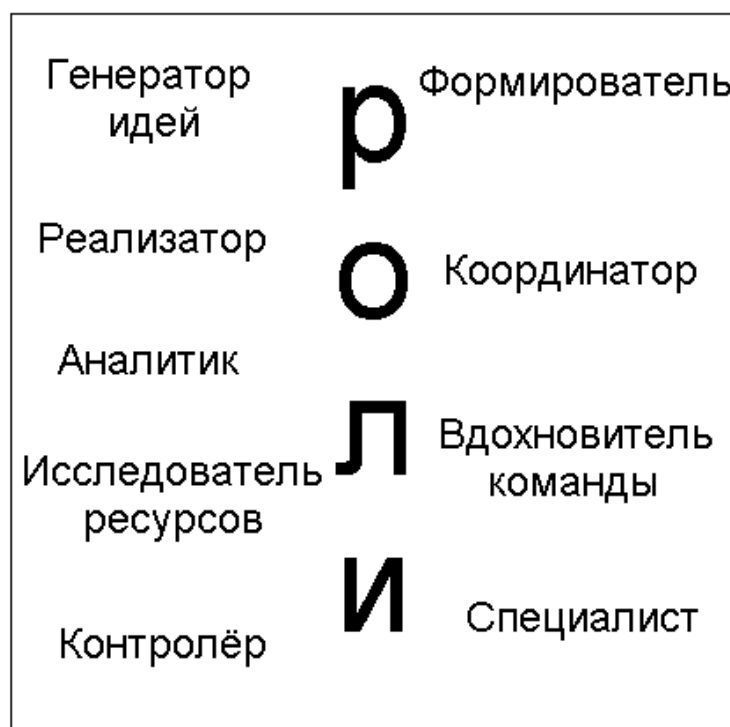 Генератор
идей
Реализатор
Аналитик
Исследователь
ресурсов
Контролёр
р
о
л
и
Формирователь
Координатор
Вдохновитель
команды
Специалист